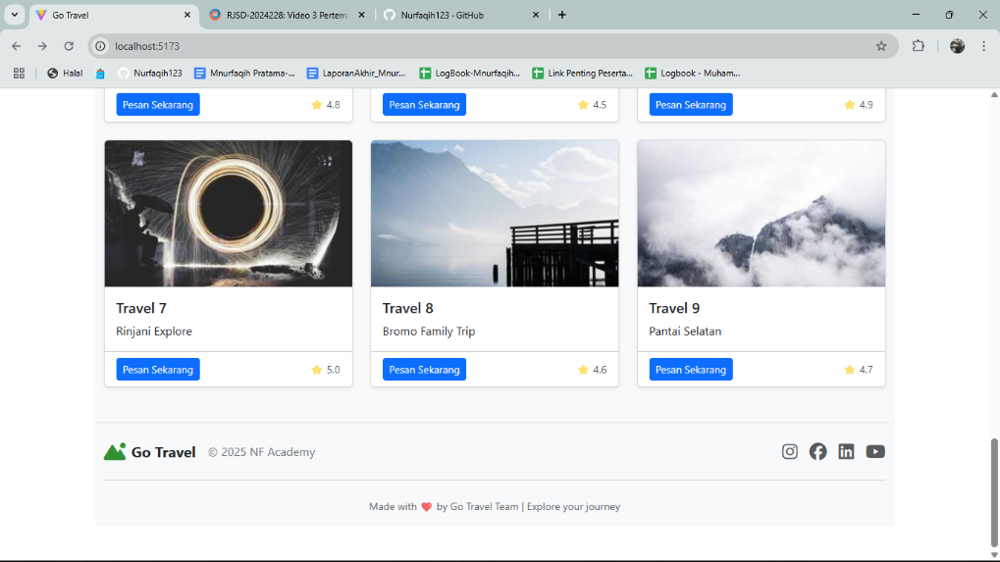 Go Travel
RJSD-2024228: Video 3 Pertem
Nurfaqih123 · GitHub
localhost:5173
Halal
Nurfaqih123
Mnurfaqih Pratama-...
LaporanAkhir_Mnur...
LogBook-Mnurfaqih...
Link Penting Peserta...
Logbook - Muham...
Pesan Sekarang 4.8
Pesan Sekarang 4.5
Pesan Sekarang 4.9
Travel 7
Rinjani Explore
Pesan Sekarang 5.0
Travel 8
Bromo Family Trip
Pesan Sekarang 4.6
Travel 9
Pantai Selatan
Pesan Sekarang 4.7
Go Travel © 2025 NF Academy
Made with ❤️ by Go Travel Team | Explore your journey